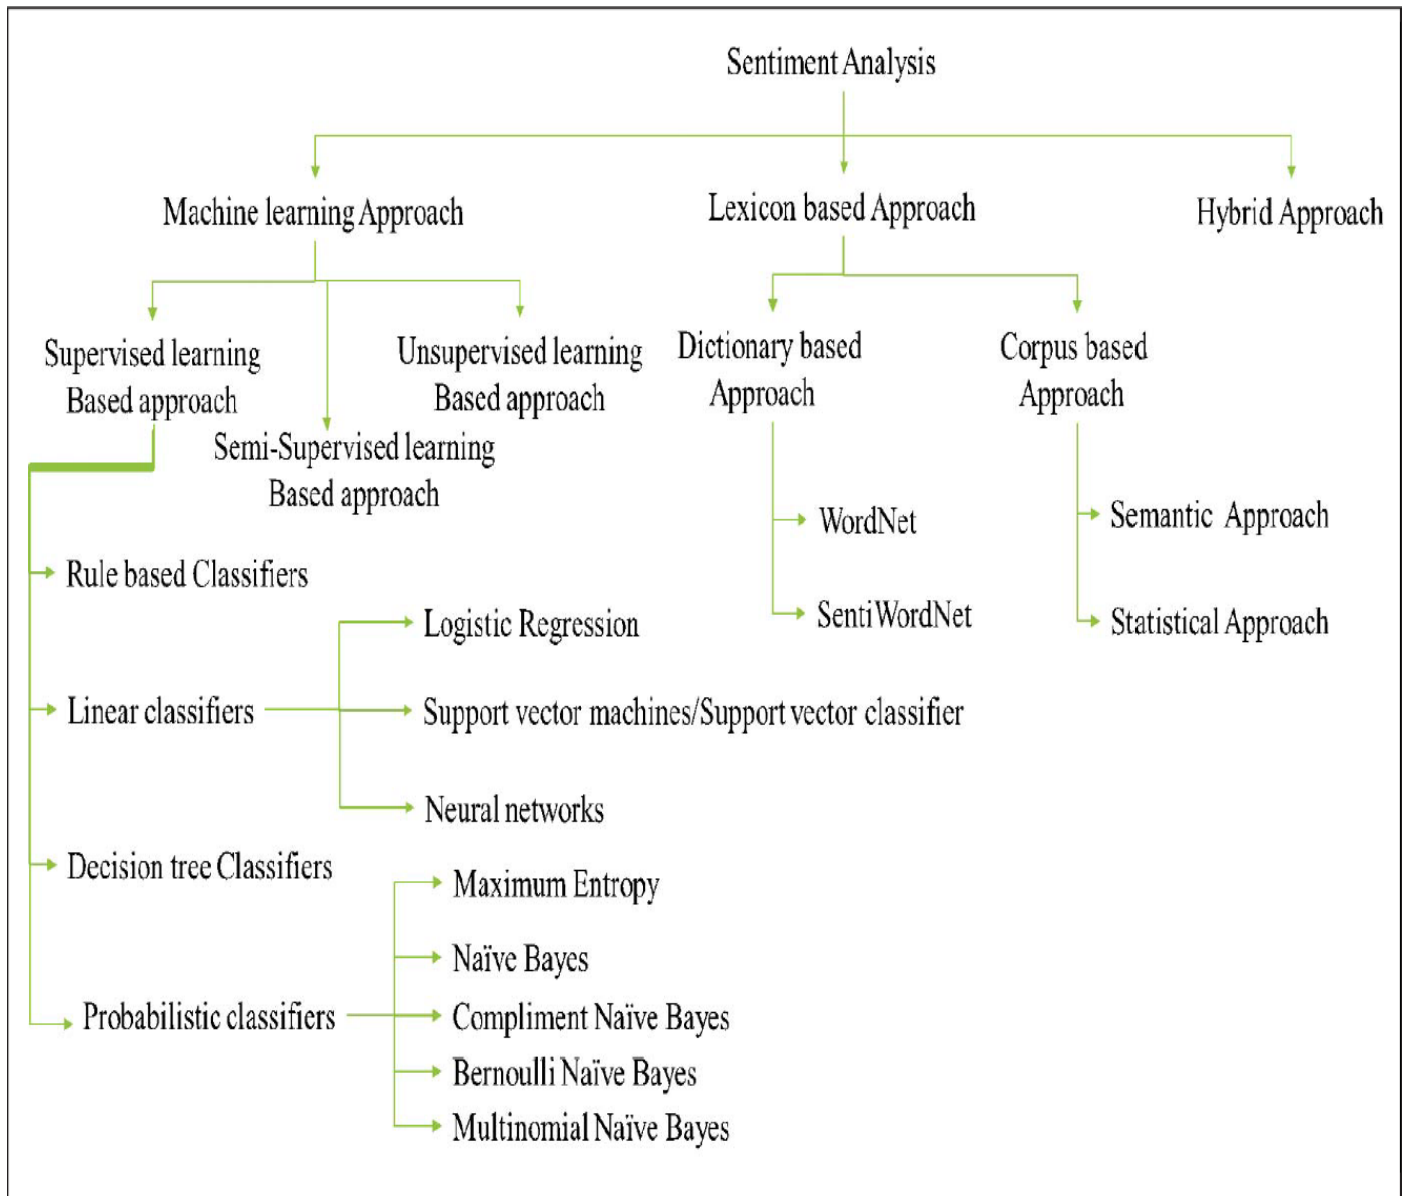 Sentiment Analysis
Machine learning Approach
Lexicon based Approach
Hybrid Approach
Supervised learning
Based approach
Semi-Supervised learning
Based approach
Unsupervised learning
Based approach
Dictionary based
Approach
Corpus based
Approach
WordNet
SentiWordNet
Semantic Approach
Statistical Approach
Rule based Classifiers
Linear classifiers
Logistic Regression
Support vector machines/Support vector classifier
Neural networks
Decision tree Classifiers
Probabilistic classifiers
Maximum Entropy
Naïve Bayes
Compliment Naïve Bayes
Bernoulli Naïve Bayes
Multinomial Naïve Bayes